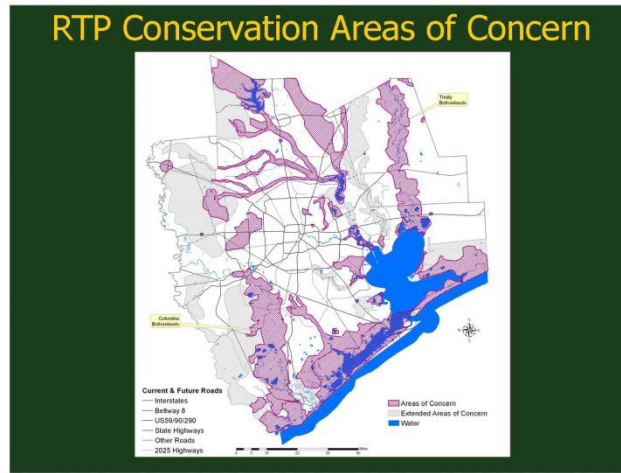 RTP Conservation Areas of Concern
Trinity
Bottomlands
Columbia
Bottomlands
Current & Future Roads
Interstates
Beltway 8
US59/90/290
State Highways
Other Roads
2025 Highways
Areas of Concern
Extended Areas of Concern
Water